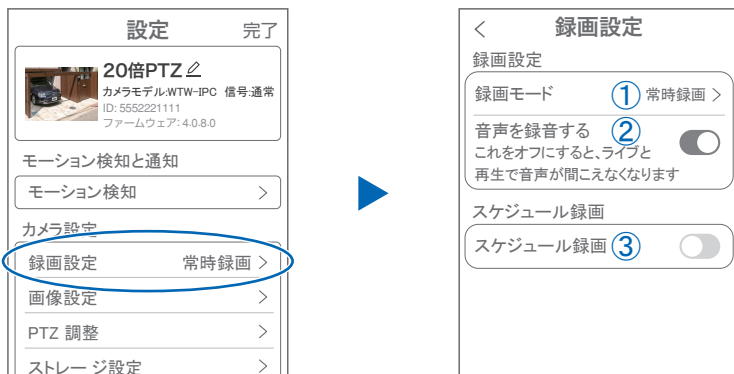 設定
完了
20倍PTZ
カメラモデル:WTW-IPC 信号:通常
ID: 5552221111
ファームウェア: 4.0.8.0
モーション検知と通知
モーション検知
カメラ設定
録画設定 常時録画
画像設定
PTZ 調整
ストレージ設定
録画設定
録画設定
録画モード ① 常時録画
音声を録音する ②
これをオフにすると、ライブと
再生で音声が聞こえなくなります
スケジュール録画
スケジュール録画 ③